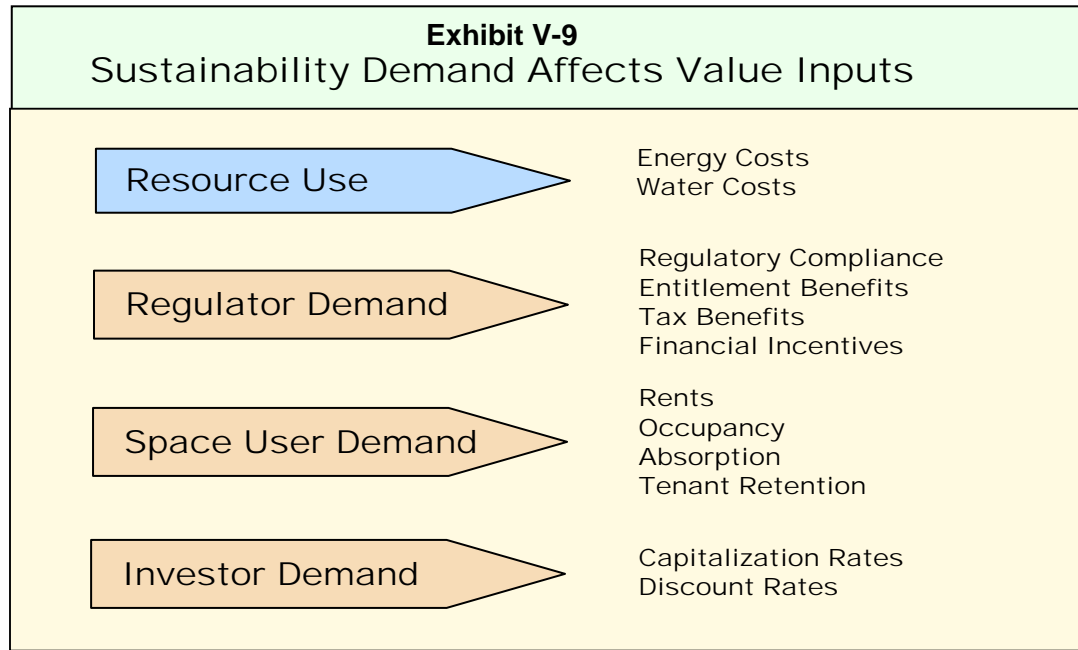 Exhibit V-9
Sustainability Demand Affects Value Inputs
Resource Use
Energy Costs
Water Costs
Regulator Demand
Regulatory Compliance
Entitlement Benefits
Tax Benefits
Financial Incentives
Space User Demand
Rents
Occupancy
Absorption
Tenant Retention
Investor Demand
Capitalization Rates
Discount Rates